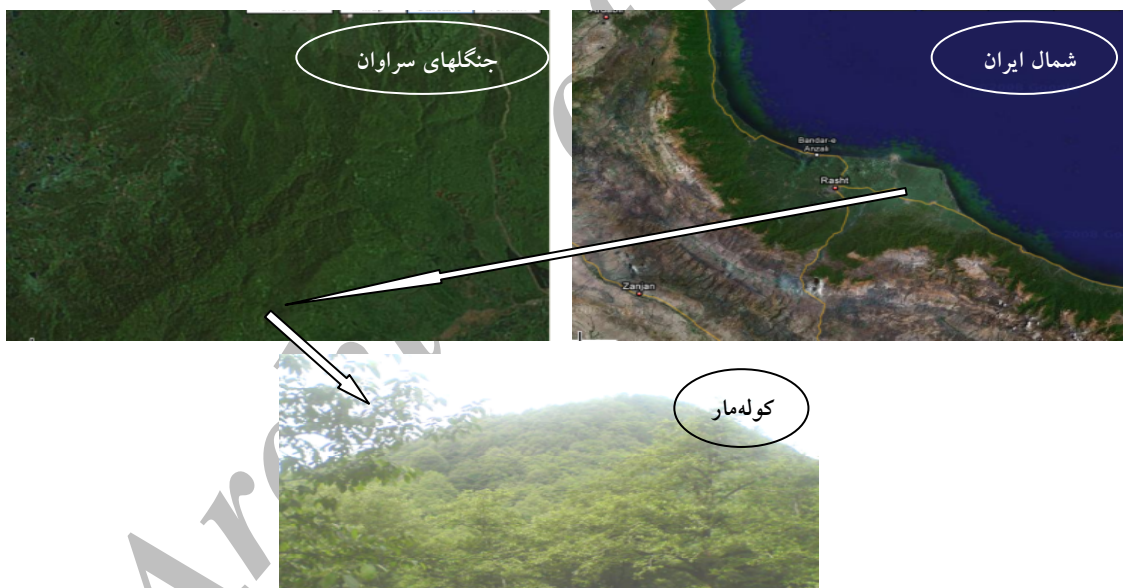 شمال ایران
جنگلهای سراوان
Bandar-e
Anzali
Rasht
Zanjan
کوله‌مار